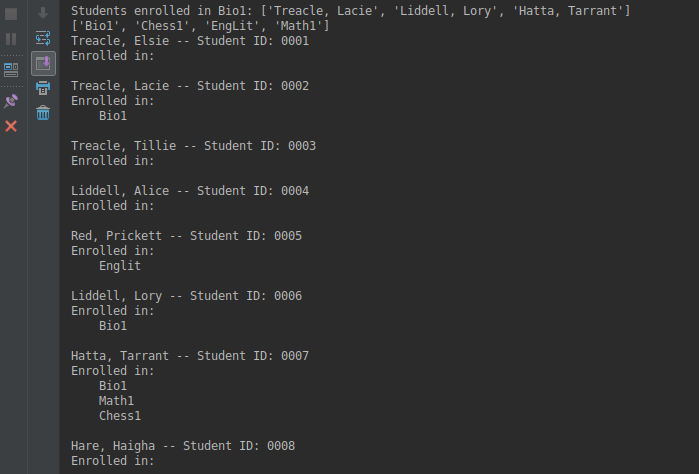 Students enrolled in Bio1: ['Treacle, Lacie', 'Liddell, Lory', 'Hatta, Tarrant']
['Bio1', 'Chess1', 'EngLit', 'Math1']
Treacle, Elsie -- Student ID: 0001
Enrolled in:
Treacle, Lacie -- Student ID: 0002
Enrolled in:
    Bio1
Treacle, Tillie -- Student ID: 0003
Enrolled in:
Liddell, Alice -- Student ID: 0004
Enrolled in:
Red, Prickett -- Student ID: 0005
Enrolled in:
    Englit
Liddell, Lory -- Student ID: 0006
Enrolled in:
    Bio1
Hatta, Tarrant -- Student ID: 0007
Enrolled in:
    Bio1
    Math1
    Chess1
Hare, Haigha -- Student ID: 0008
Enrolled in: